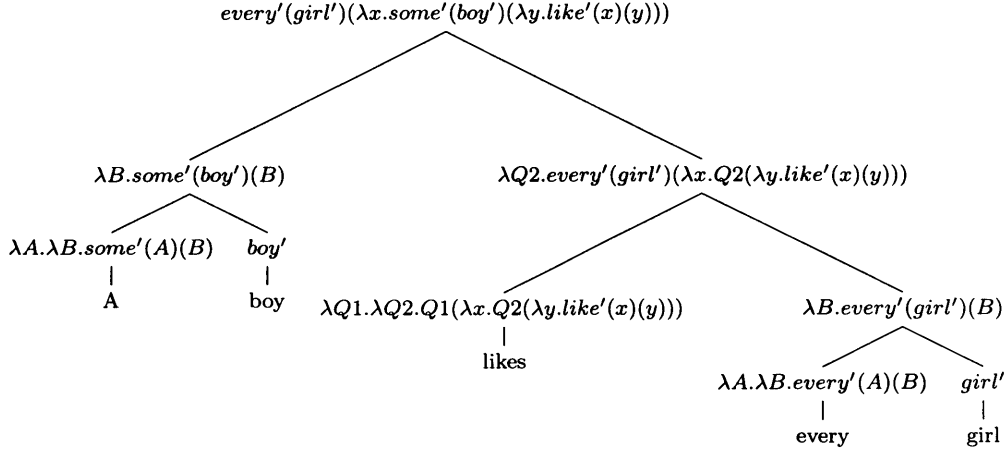 every′(girl′)(λx.some′(boy′)(λy.like′(x)(y)))
λB.some′(boy′)(B) λQ2.every′(girl′)(λx.Q2(λy.like′(x)(y)))
λA.λB.some′(A)(B) boy′
A boy
λQ1.λQ2.Q1(λx.Q2(λy.like′(x)(y))) λB.every′(girl′)(B)
likes
λA.λB.every′(A)(B) girl′
every girl